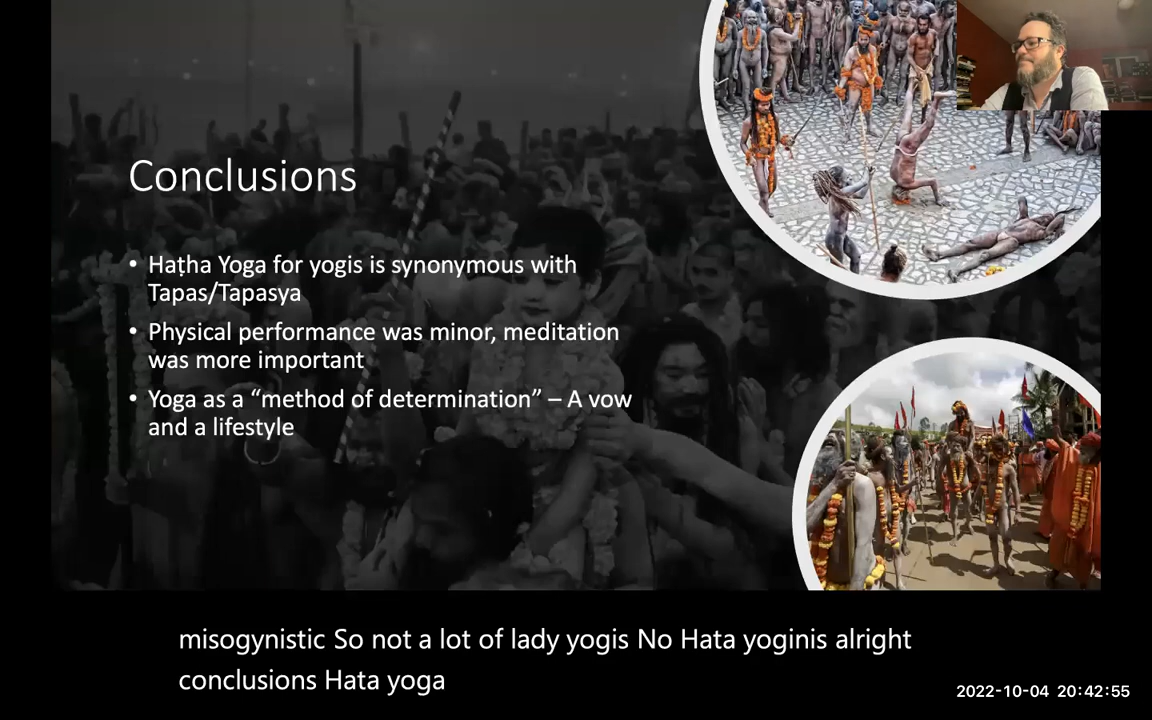 Conclusions
• Haṭha Yoga for yogis is synonymous with
Tapas/Tapasya
• Physical performance was minor, meditation
was more important
• Yoga as a “method of determination” – A vow
and a lifestyle
misogynistic So not a lot of lady yogis No Hata yoginis alright
conclusions Hata yoga
2022-10-04 20:42:55